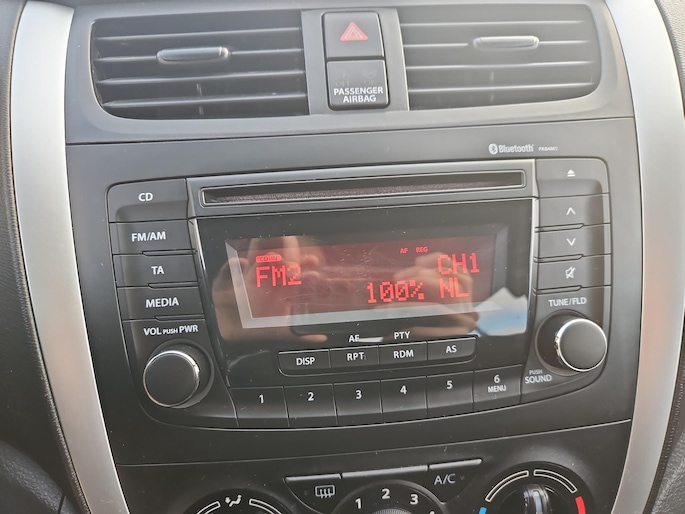 PASSENGER
AIRBAG
Bluetooth
CD
FM/AM
TA
MEDIA
VOL PUSH PWR
AF REG
FM2 CH1
100% NL
TUNE/FLD
AF PTY
DISP RPT RDM AS
PUSH
SOUND
1 2 3 4 5 6
MENU
A/C
1 2 3